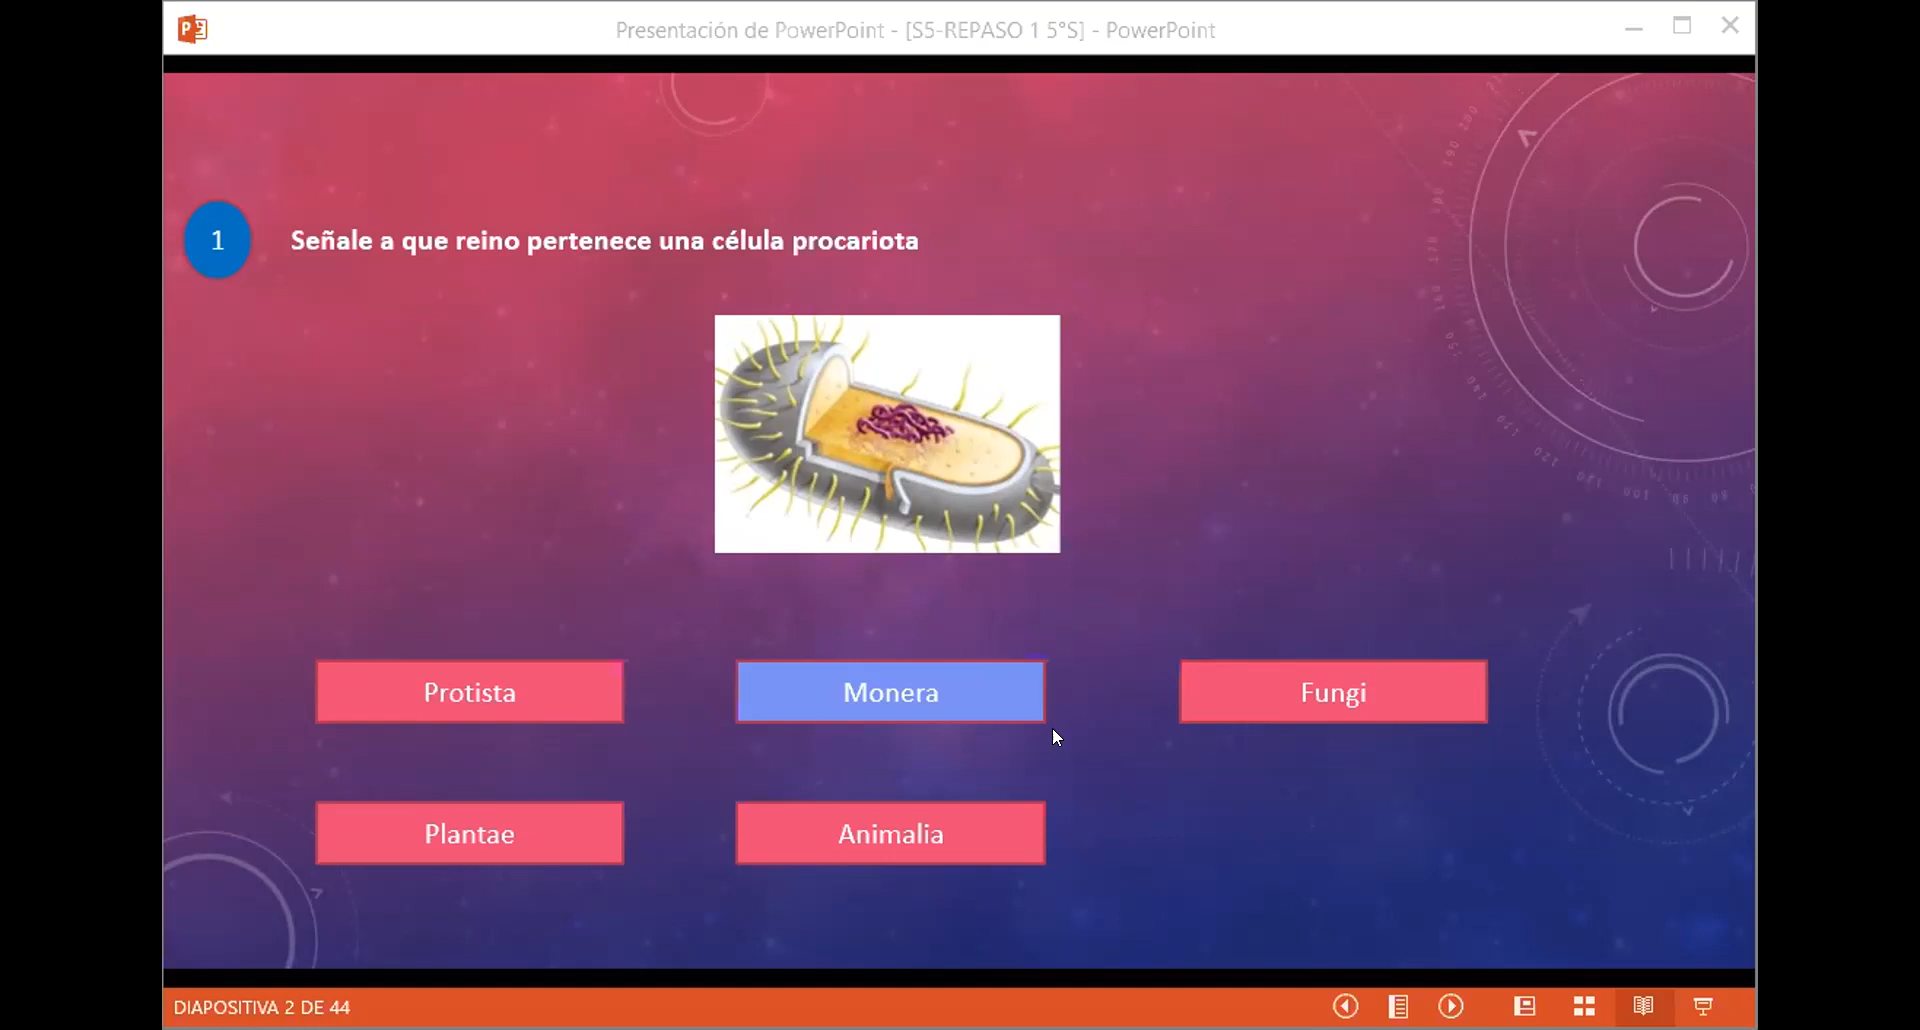 Presentación de PowerPoint - [S5-REPASO 1 5°S] - PowerPoint
1
Señale a que reino pertenece una célula procariota
Protista
Monera
Fungi
Plantae
Animalia
DIAPOSITIVA 2 DE 44